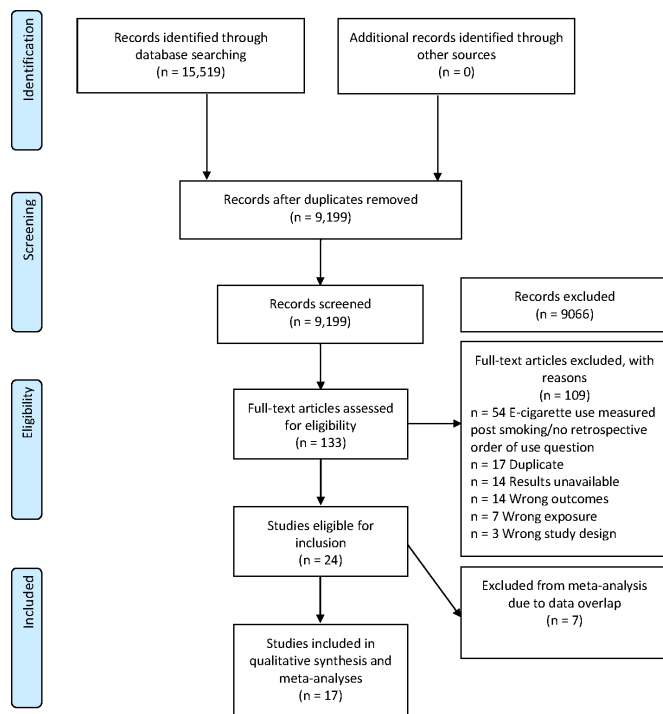 Identification
Records identified through
database searching
(n = 15,519)
Additional records identified through
other sources
(n = 0)
Screening
Records after duplicates removed
(n = 9,199)
Records screened
(n = 9,199)
Records excluded
(n = 9066)
Eligibility
Full-text articles assessed
for eligibility
(n = 133)
Full-text articles excluded, with
reasons
(n = 109)
n = 54 E-cigarette use measured
post smoking/no retrospective
order of use question
n = 17 Duplicate
n = 14 Results unavailable
n = 14 Wrong outcomes
n = 7 Wrong exposure
n = 3 Wrong study design
Studies eligible for
inclusion
(n = 24)
Included
Excluded from meta-analysis
due to data overlap
(n = 7)
Studies included in
qualitative synthesis and
meta-analyses
(n = 17)